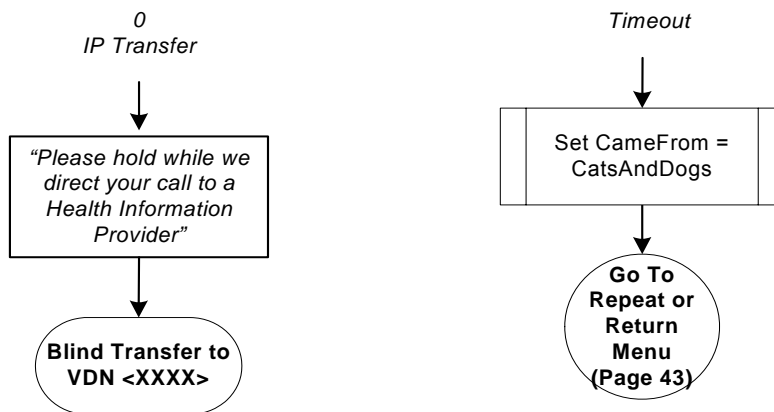 0
IP Transfer
“Please hold while we
direct your call to a
Health Information
Provider”
Blind Transfer to
VDN <XXXX>
Timeout
Set CameFrom =
CatsAndDogs
Go To
Repeat or
Return
Menu
(Page 43)